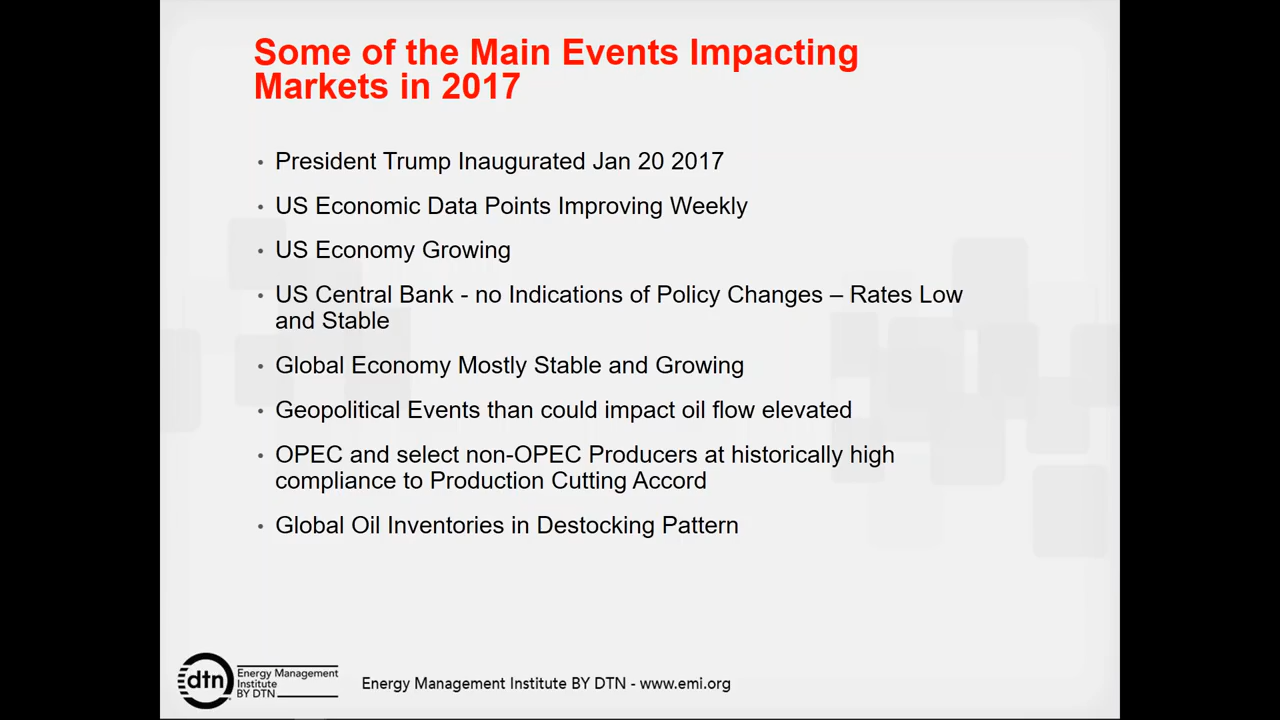 Some of the Main Events Impacting
Markets in 2017
• President Trump Inaugurated Jan 20 2017
• US Economic Data Points Improving Weekly
• US Economy Growing
• US Central Bank - no Indications of Policy Changes – Rates Low
and Stable
• Global Economy Mostly Stable and Growing
• Geopolitical Events than could impact oil flow elevated
• OPEC and select non-OPEC Producers at historically high
compliance to Production Cutting Accord
• Global Oil Inventories in Destocking Pattern
dtn
Energy Management
Institute
BY DTN
Energy Management Institute BY DTN - www.emi.org